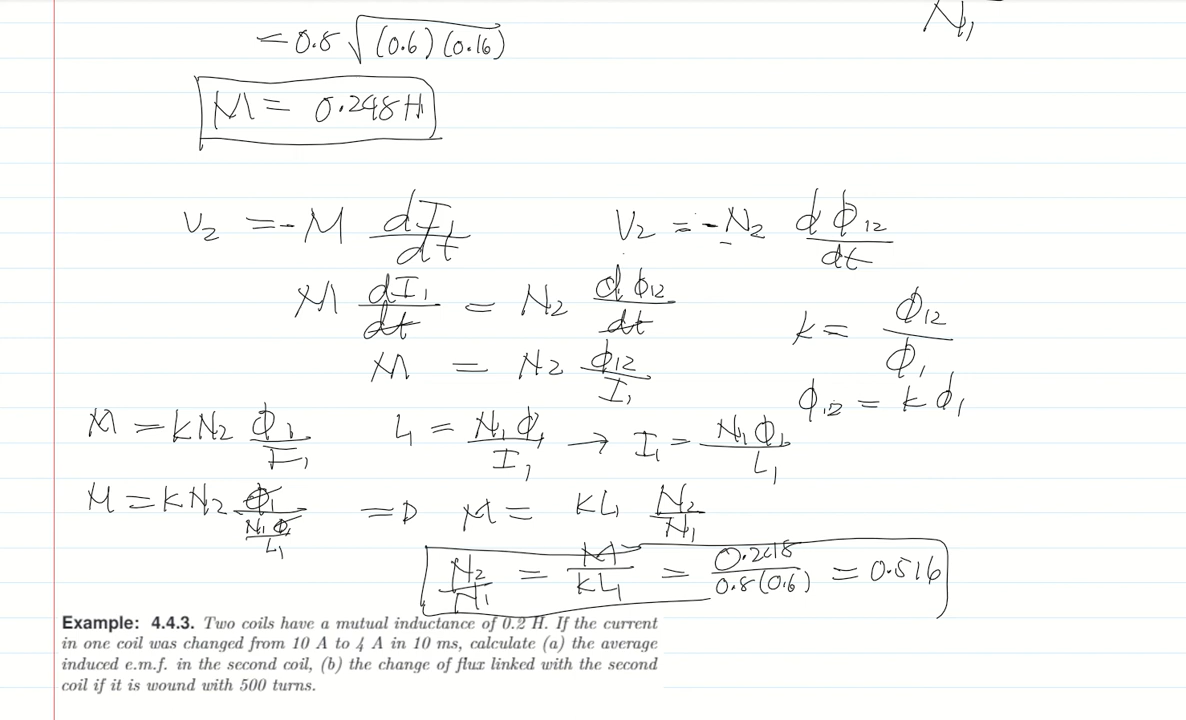 = 0.8 √(0.6)(0.16)
N₁
M = 0.248 H
V₂ = -M dI₁/dt    V₂ = -N₂ dϕ₁₂/dt
M dI₁/dt = N₂ dϕ₁₂/dt    k = ϕ₁₂/ϕ₁
M = N₂ ϕ₁₂/I₁    ϕ₁₂ = kϕ₁
M = kN₂ ϕ₁/I₁    L₁ = N₁ϕ₁/I₁ → I₁ = N₁ϕ₁/L₁
M = kN₂ ϕ₁/(N₁ϕ₁/L₁)    ⇒ M = kL₁ N₂/N₁
N₂/N₁ = M/kL₁ = 0.248/0.8(0.6) = 0.516
Example: 4.4.3. Two coils have a mutual inductance of 0.2 H. If the current
in one coil was changed from 10 A to 4 A in 10 ms, calculate (a) the average
induced e.m.f. in the second coil, (b) the change of flux linked with the second
coil if it is wound with 500 turns.